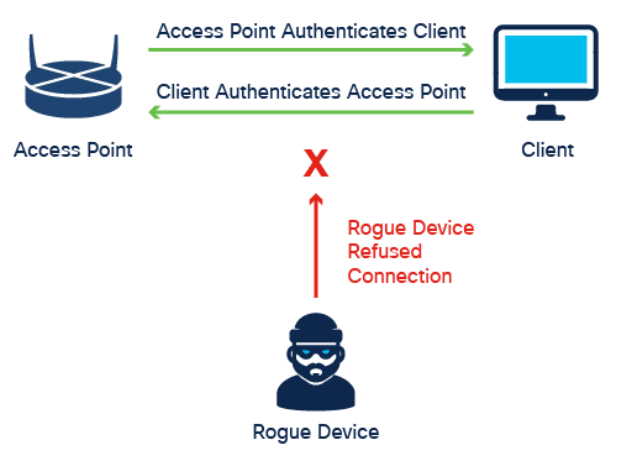 Access Point Authenticates Client
Client Authenticates Access Point
Access Point
Client
X
Rogue Device
Refused
Connection
Rogue Device